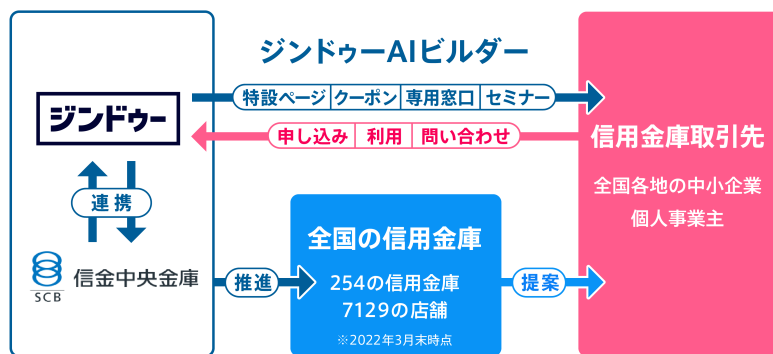 ジンドゥーAIビルダー
特設ページ クーポン 専用窓口 セミナー
ジンドゥー
申し込み 利用 問い合わせ
連携
SCB
信金中央金庫
推進
全国の信用金庫
254の信用金庫
7129の店舗
※2022年3月末時点
提案
信用金庫取引先
全国各地の中小企業
個人事業主